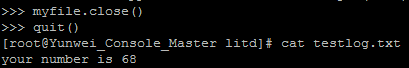 >>> myfile.close()
>>> quit()
[root@Yunwei_Console_Master litd]# cat testlog.txt
your number is 68